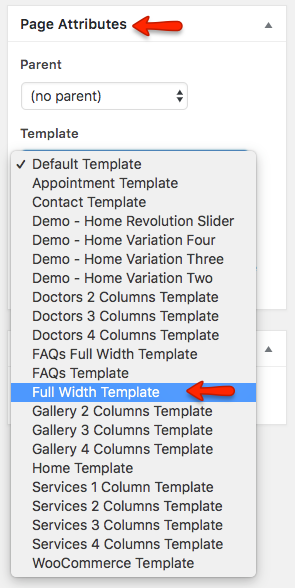 Page Attributes
Parent
(no parent)
Template
Default Template
Appointment Template
Contact Template
Demo - Home Revolution Slider
Demo - Home Variation Four
Demo - Home Variation Three
Demo - Home Variation Two
Doctors 2 Columns Template
Doctors 3 Columns Template
Doctors 4 Columns Template
FAQs Full Width Template
FAQs Template
Full Width Template
Gallery 2 Columns Template
Gallery 3 Columns Template
Gallery 4 Columns Template
Home Template
Services 1 Column Template
Services 2 Columns Template
Services 3 Columns Template
Services 4 Columns Template
WooCommerce Template